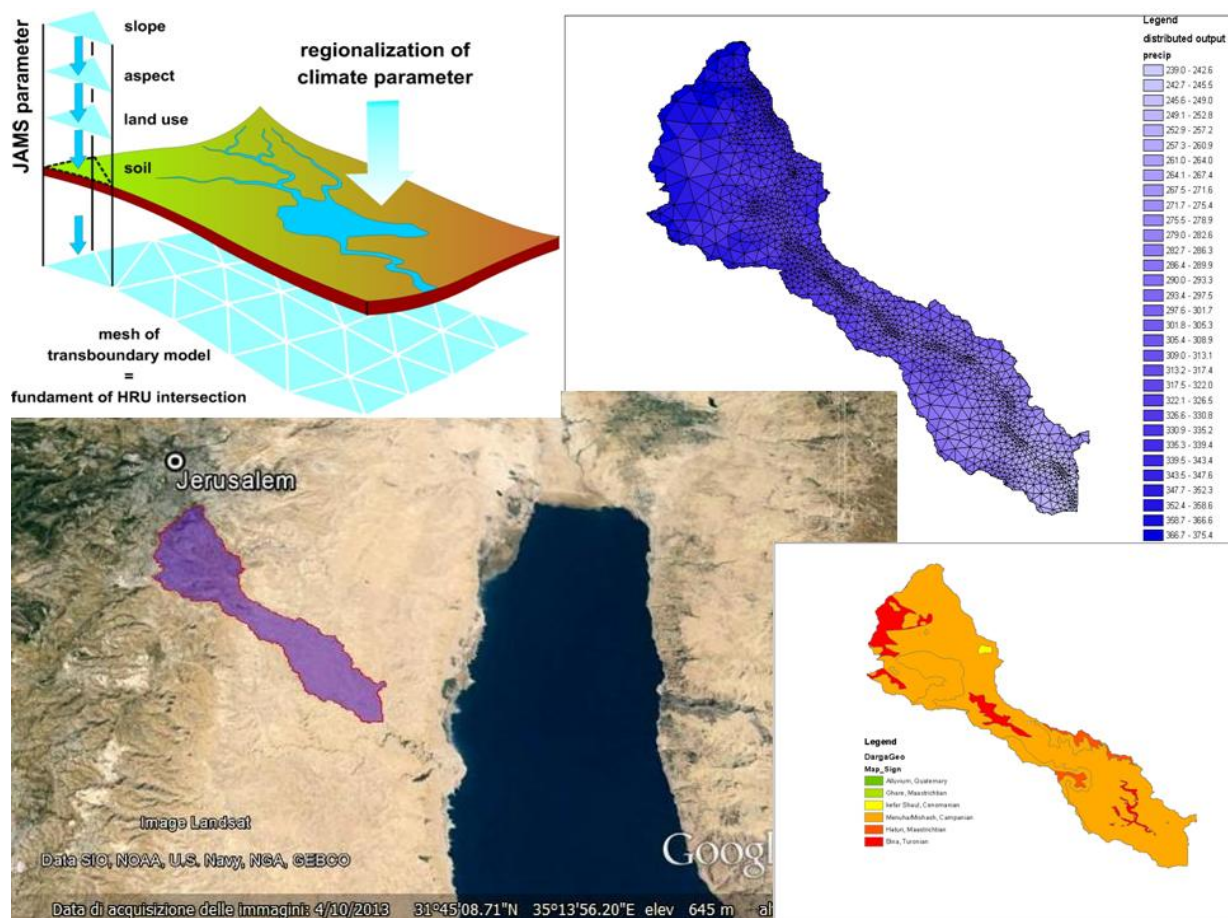 JAMS parameter
slope
aspect
land use
soil
regionalization of
climate parameter
mesh of
transboundary model
=
fundament of HRU intersection
Legend
distributed output
precip
239.0 - 242.6
242.7 - 245.5
245.6 - 249.0
249.1 - 252.8
252.9 - 257.2
257.3 - 260.9
261.0 - 264.0
264.1 - 267.4
267.5 - 271.6
271.7 - 275.4
275.5 - 278.9
279.0 - 282.6
282.7 - 286.3
286.4 - 289.9
290.0 - 293.3
293.4 - 297.5
297.6 - 301.7
301.8 - 305.3
305.4 - 308.9
309.0 - 313.1
313.2 - 317.4
317.5 - 322.0
322.1 - 326.5
326.6 - 330.8
330.9 - 335.2
335.3 - 339.4
339.5 - 343.4
343.5 - 347.6
347.7 - 352.3
352.4 - 358.6
358.7 - 366.6
366.7 - 375.4
Jerusalem
Image Landsat
Data SIO, NOAA, U.S. Navy, NGA, GEBCO
Googl
Data di acquisizione delle immagini: 4/10/2013 31°45'08.71"N 35°13'56.20"E elev 645 m al
Legend
DargaGeo
Map_Sign
Alluvium, Quaternary
Ghare, Maastrichtian
kefar Shaul, Cenomanian
Menuha/Mishash, Campanian
Maastrichtian
Bina, Turonian